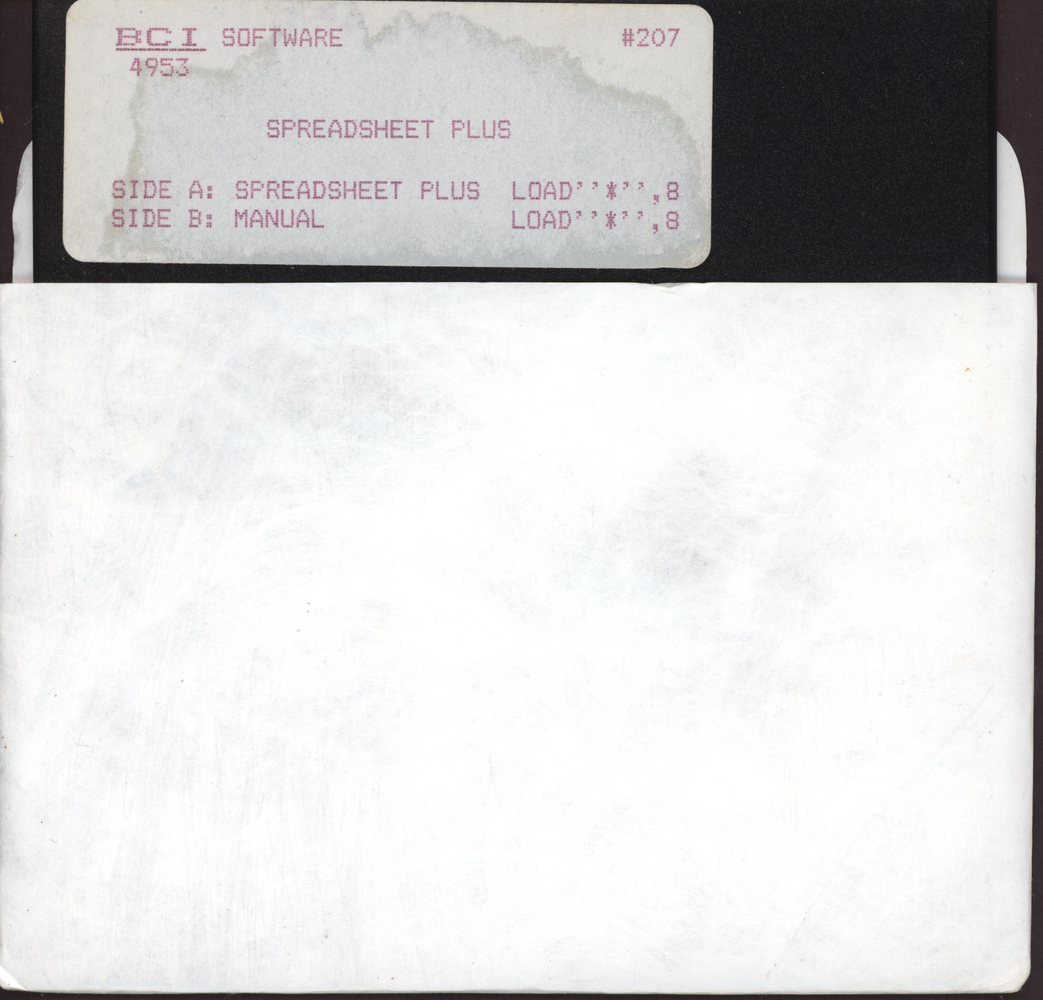 BCI SOFTWARE #207
4953
SPREADSHEET PLUS
SIDE A: SPREADSHEET PLUS LOAD''*'',8
SIDE B: MANUAL LOAD''*'',8